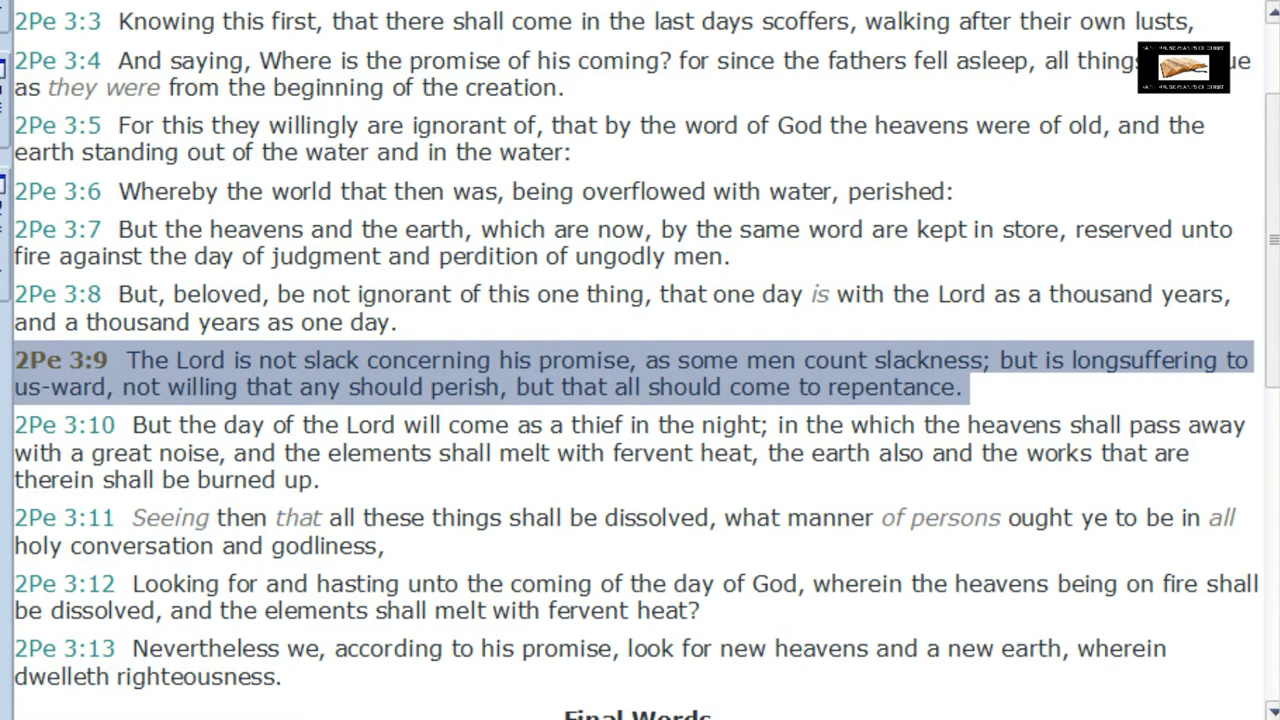 2Pe 3:3 Knowing this first, that there shall come in the last days scoffers, walking after their own lusts,
2Pe 3:4 And saying, Where is the promise of his coming? for since the fathers fell asleep, all things
as they were from the beginning of the creation.
2Pe 3:5 For this they willingly are ignorant of, that by the word of God the heavens were of old, and the
earth standing out of the water and in the water:
2Pe 3:6 Whereby the world that then was, being overflowed with water, perished:
2Pe 3:7 But the heavens and the earth, which are now, by the same word are kept in store, reserved unto
fire against the day of judgment and perdition of ungodly men.
2Pe 3:8 But, beloved, be not ignorant of this one thing, that one day is with the Lord as a thousand years,
and a thousand years as one day.
2Pe 3:9 The Lord is not slack concerning his promise, as some men count slackness; but is longsuffering to
us-ward, not willing that any should perish, but that all should come to repentance.
2Pe 3:10 But the day of the Lord will come as a thief in the night; in the which the heavens shall pass away
with a great noise, and the elements shall melt with fervent heat, the earth also and the works that are
therein shall be burned up.
2Pe 3:11 Seeing then that all these things shall be dissolved, what manner of persons ought ye to be in all
holy conversation and godliness,
2Pe 3:12 Looking for and hasting unto the coming of the day of God, wherein the heavens being on fire shall
be dissolved, and the elements shall melt with fervent heat?
2Pe 3:13 Nevertheless we, according to his promise, look for new heavens and a new earth, wherein
dwelleth righteousness.
Final Words